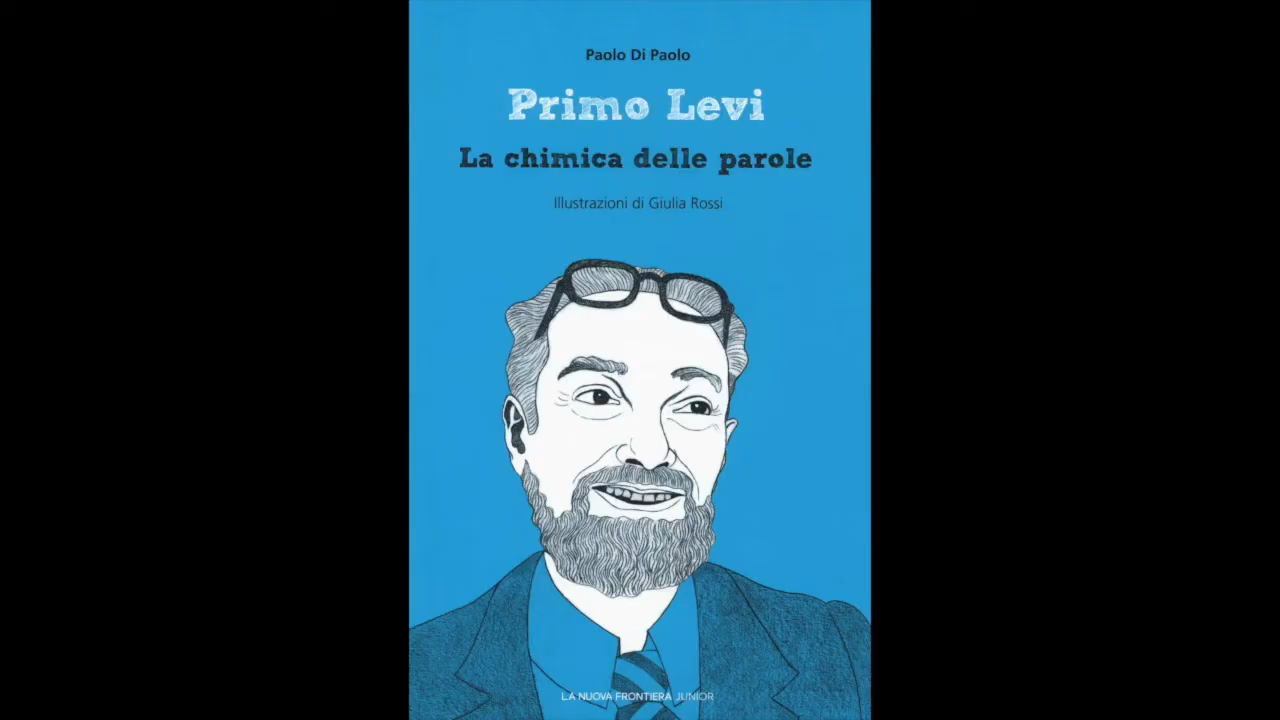 Paolo Di Paolo
Primo Levi
La chimica delle parole
Illustrazioni di Giulia Rossi
LA NUOVA FRONTIERA JUNIOR